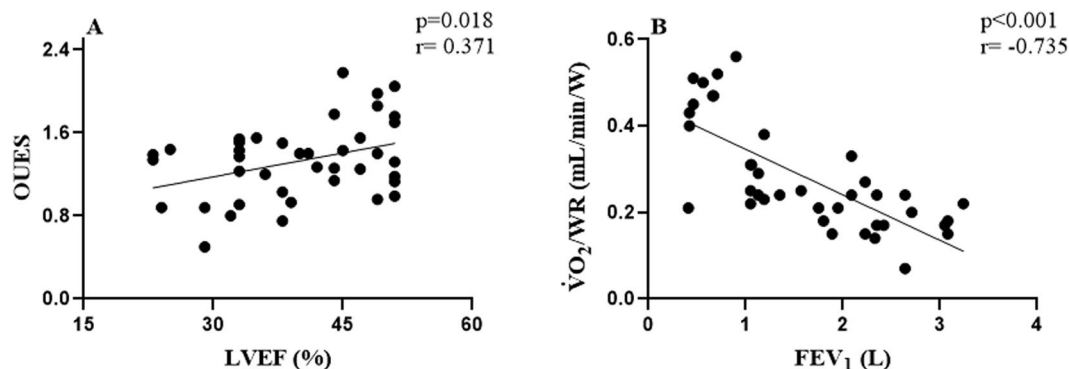 A
p=0.018
r= 0.371
2.4
1.6
0.8
0.0
OUES
15
30
45
60
LVEF (%)
B
p<0.001
r= -0.735
0.6
0.4
0.2
0.0
V̇O₂/WR (mL/min/W)
0
1
2
3
4
FEV₁ (L)